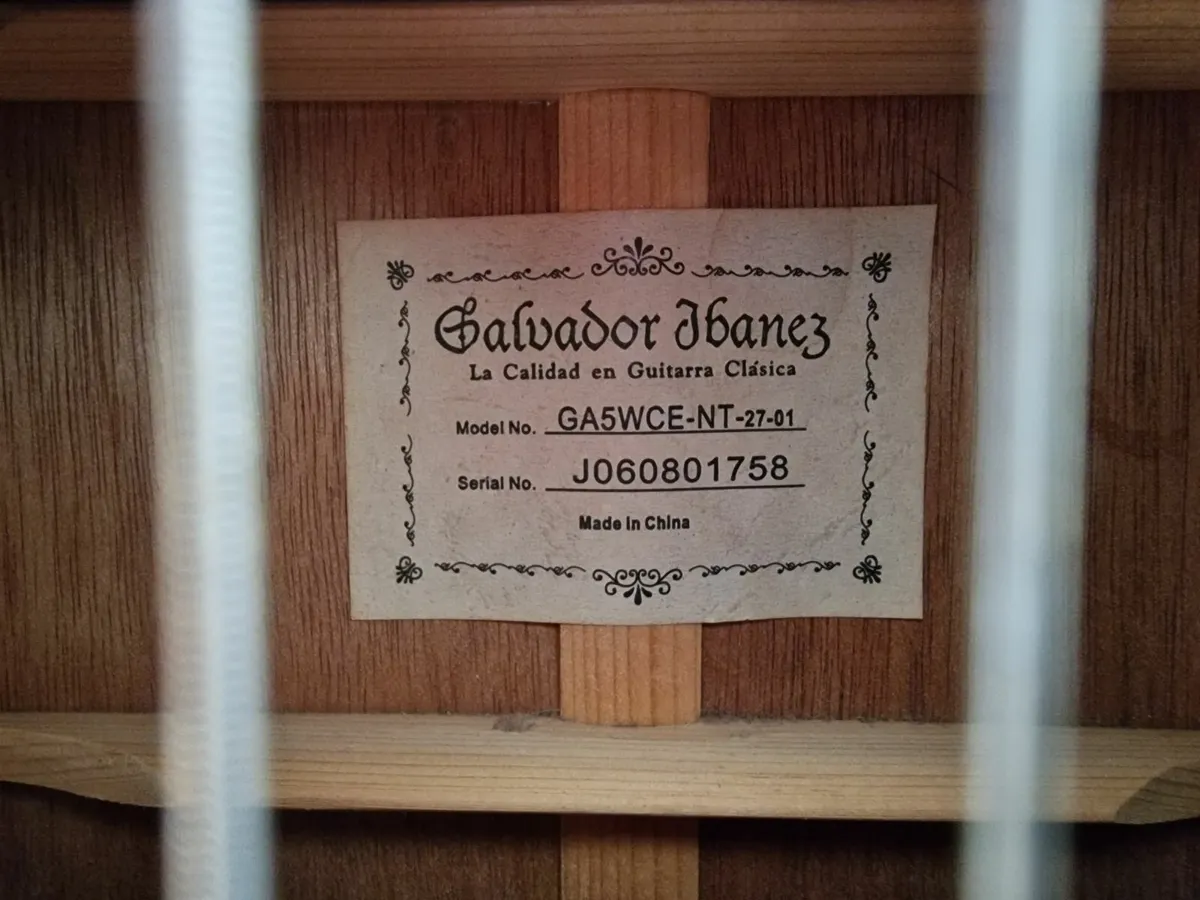 Salvador Ibanez
La Calidad en Guitarra Clásica
Model No. GA5WCE-NT-27-01
Serial No. J060801758
Made in China